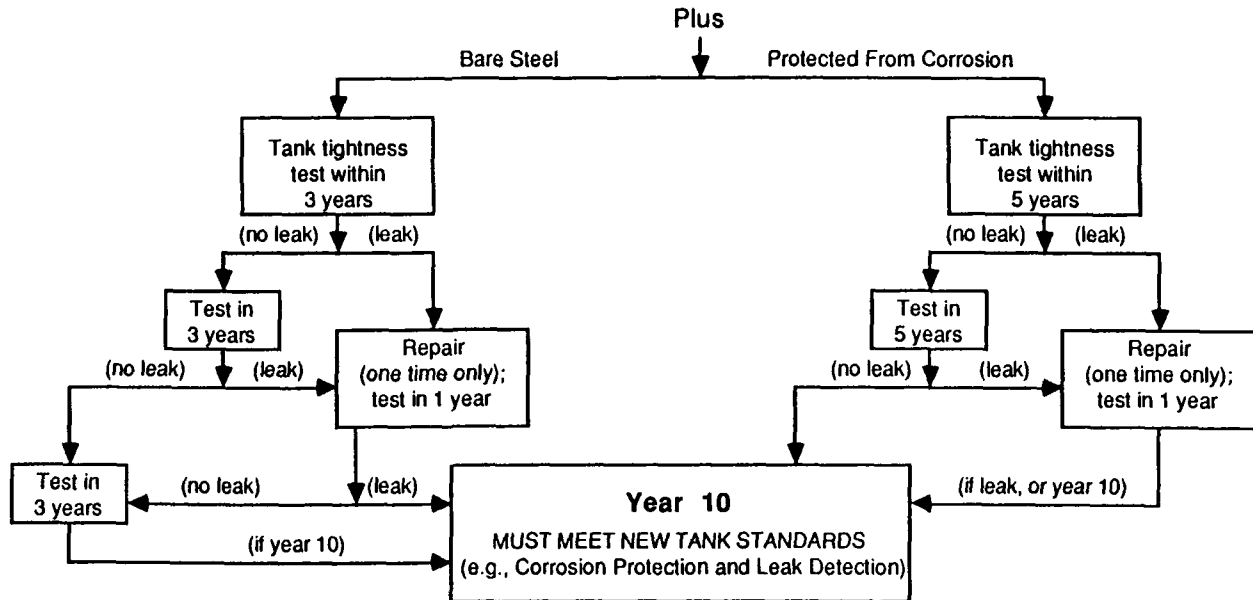 Plus
Bare Steel
Protected From Corrosion
Tank tightness
test within
3 years
Tank tightness
test within
5 years
(no leak)
(leak)
(no leak)
(leak)
Test in
3 years
Test in
5 years
Repair
(one time only);
test in 1 year
Repair
(one time only);
test in 1 year
(no leak)
(leak)
(no leak)
(leak)
Test in
3 years
(no leak)
(leak)
Year 10
MUST MEET NEW TANK STANDARDS
(e.g., Corrosion Protection and Leak Detection)
(if leak, or year 10)
(if year 10)